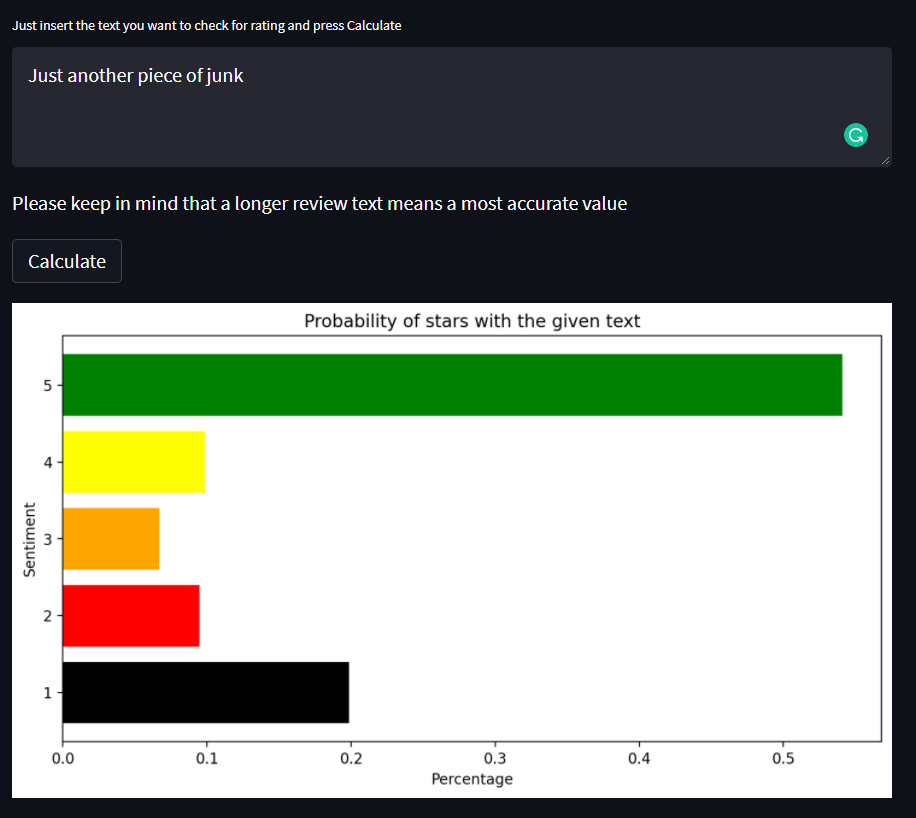 Just insert the text you want to check for rating and press Calculate
Just another piece of junk
Please keep in mind that a longer review text means a most accurate value
Calculate
Probability of stars with the given text
5
4
3
2
1
Sentiment
0.0 0.1 0.2 0.3 0.4 0.5
Percentage